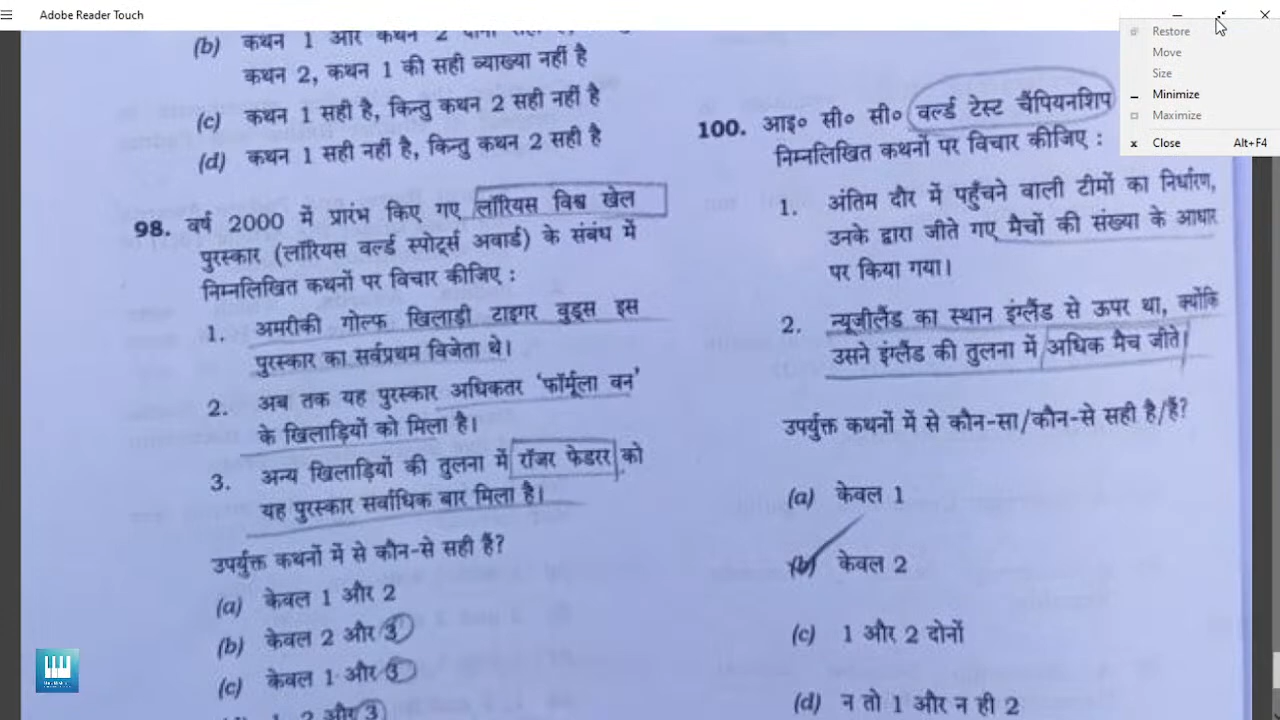 Adobe Reader Touch
Restore
Move
Size
Minimize
Maximize
Close Alt+F4
(b) कथन 1 और कथन 2
कथन 2, कथन 1 की सही व्याख्या नहीं है
(c) कथन 1 सही है, किन्तु कथन 2 सही नहीं है
(d) कथन 1 सही नहीं है, किन्तु कथन 2 सही है
98. वर्ष 2000 में प्रारंभ किए गए लॉरियस विश्व खेल
पुरस्कार (लॉरियस वर्ल्ड स्पोर्ट्स अवार्ड) के संबंध में
निम्नलिखित कथनों पर विचार कीजिए :
1. अमरीकी गोल्फ खिलाड़ी टाइगर वुड्स इस
पुरस्कार का सर्वप्रथम विजेता थे।
2. अब तक यह पुरस्कार अधिकतर ‘फॉर्मूला वन’
के खिलाड़ियों को मिला है।
3. अन्य खिलाड़ियों की तुलना में रॉजर फेडरर को
यह पुरस्कार सर्वाधिक बार मिला है।
उपर्युक्त कथनों में से कौन-से सही हैं?
(a) केवल 1 और 2
(b) केवल 2 और 3
(c) केवल 1 और 3
1, 2 और 3
100. आइ० सी० सी० वर्ल्ड टेस्ट चैंपियनशिप
निम्नलिखित कथनों पर विचार कीजिए :
1. अंतिम दौर में पहुँचने वाली टीमों का निर्धारण,
उनके द्वारा जीते गए मैचों की संख्या के आधार
पर किया गया।
2. न्यूजीलैंड का स्थान इंग्लैंड से ऊपर था, क्योंकि
उसने इंग्लैंड की तुलना में अधिक मैच जीते।
उपर्युक्त कथनों में से कौन-सा/कौन-से सही है/हैं?
(a) केवल 1
(b) केवल 2
(c) 1 और 2 दोनों
(d) न तो 1 और न ही 2